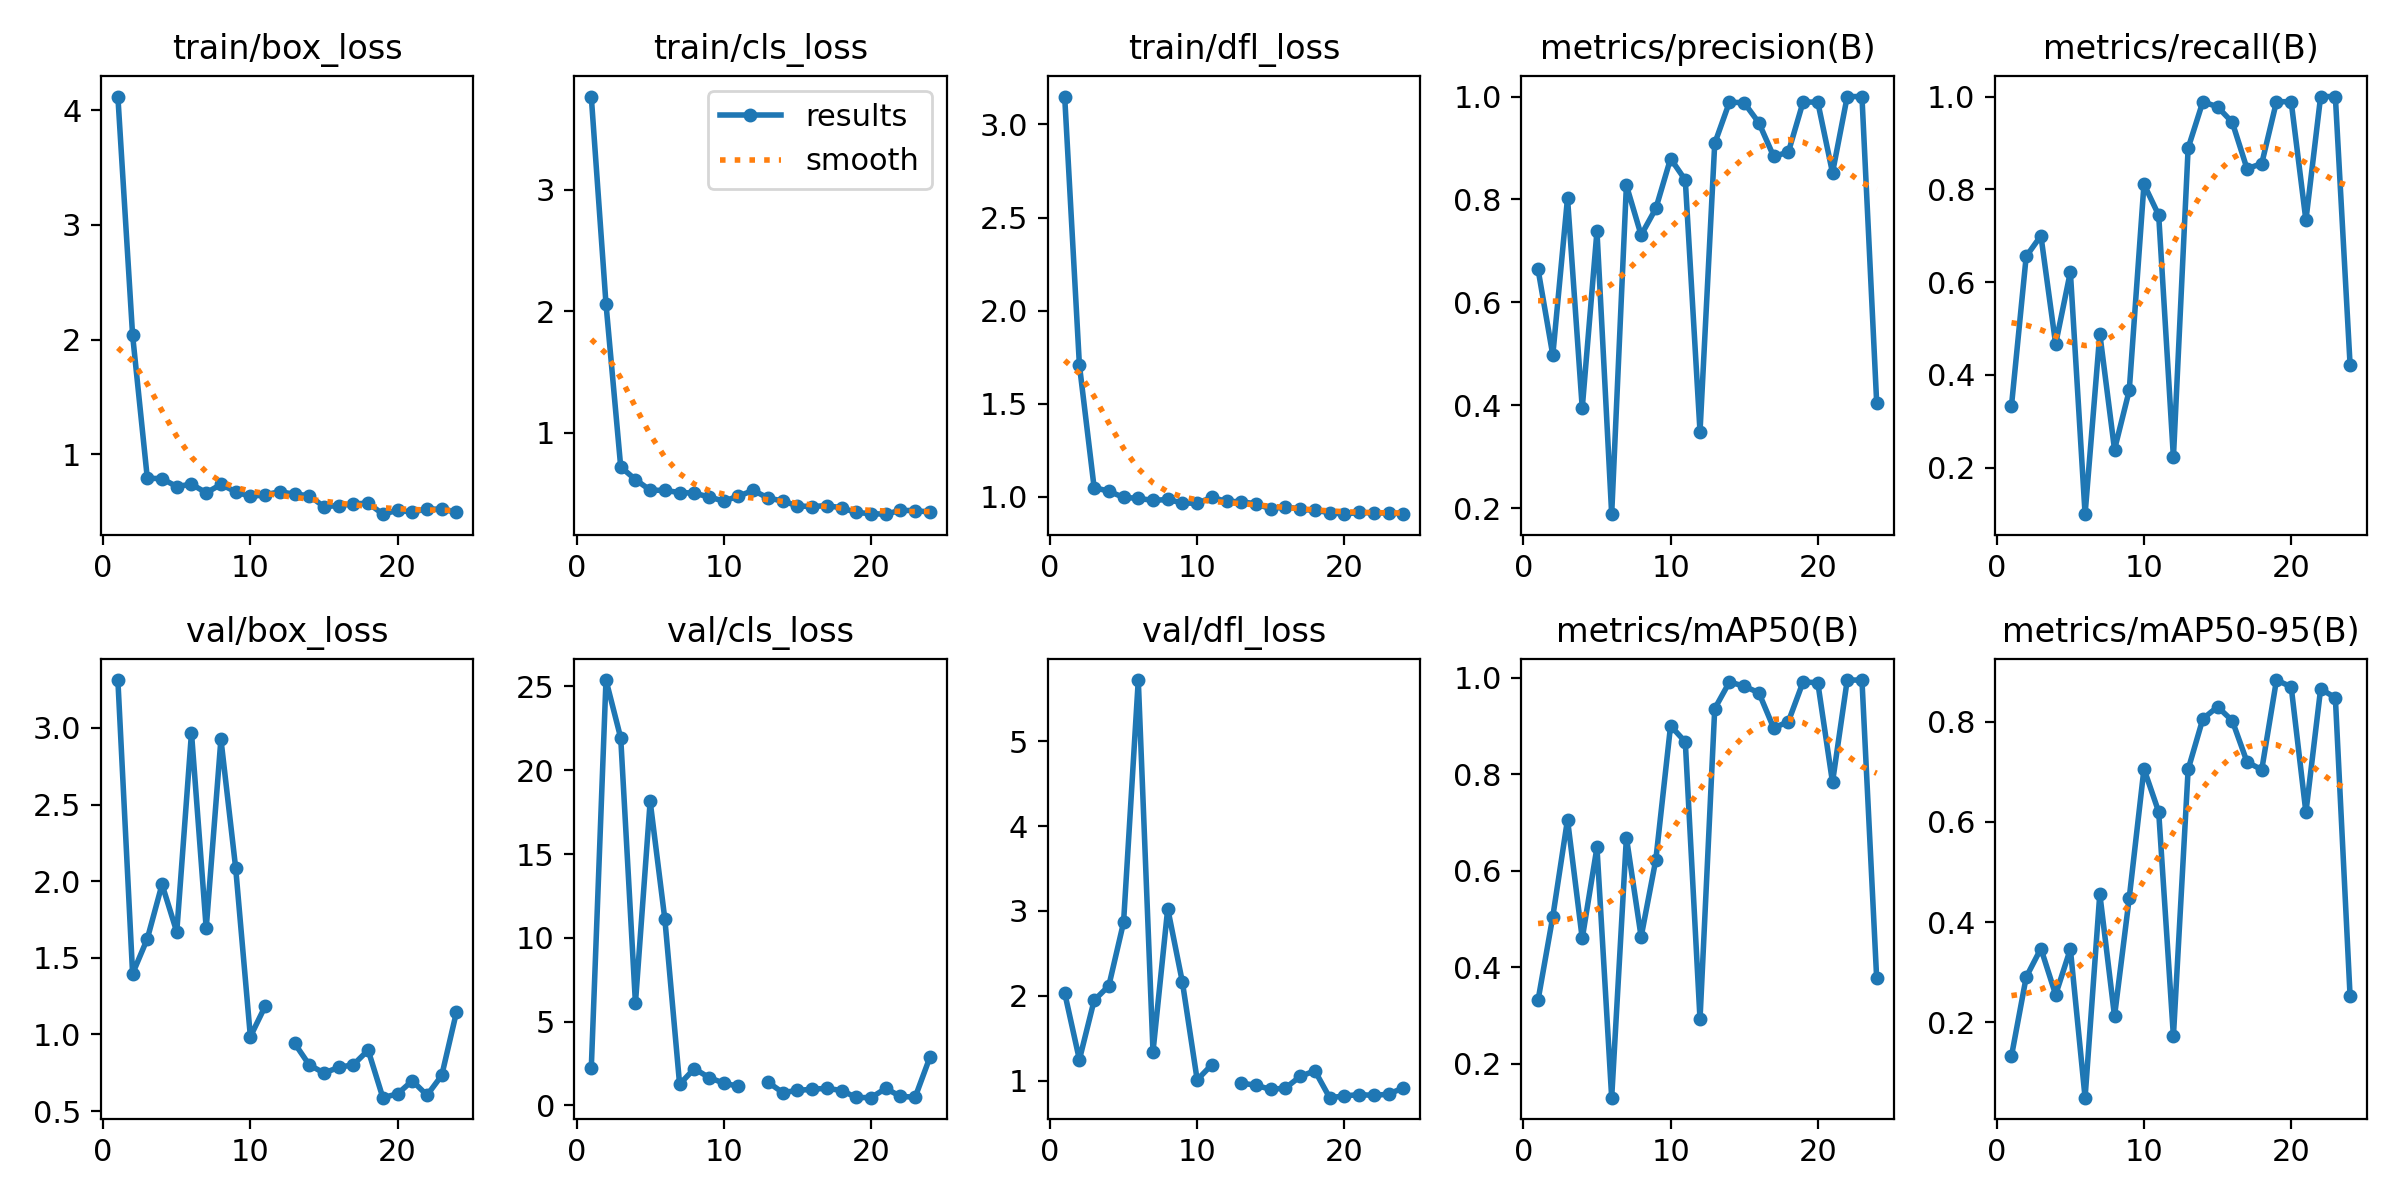 train/box_loss
4
3
2
1
0 10 20
train/cls_loss
results
smooth
3
2
1
0 10 20
train/dfl_loss
3.0
2.5
2.0
1.5
1.0
0 10 20
metrics/precision(B)
1.0
0.8
0.6
0.4
0.2
0 10 20
metrics/recall(B)
1.0
0.8
0.6
0.4
0.2
0 10 20
val/box_loss
3.0
2.5
2.0
1.5
1.0
0.5
0 10 20
val/cls_loss
25
20
15
10
5
0
0 10 20
val/dfl_loss
5
4
3
2
1
0 10 20
metrics/mAP50(B)
1.0
0.8
0.6
0.4
0.2
0 10 20
metrics/mAP50-95(B)
0.8
0.6
0.4
0.2
0 10 20